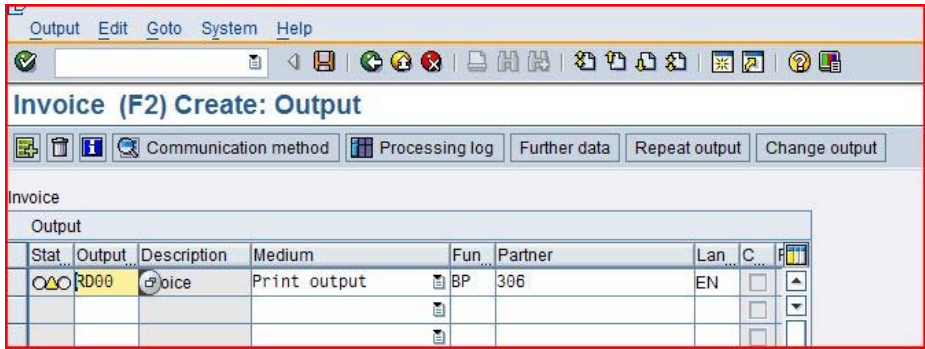 Output Edit Goto System Help
Invoice (F2) Create: Output
Communication method Processing log Further data Repeat output Change output
Invoice
Output
Stat... Output... Description Medium Fun... Partner Lan... C...
RD00 oice Print output BP 306 EN